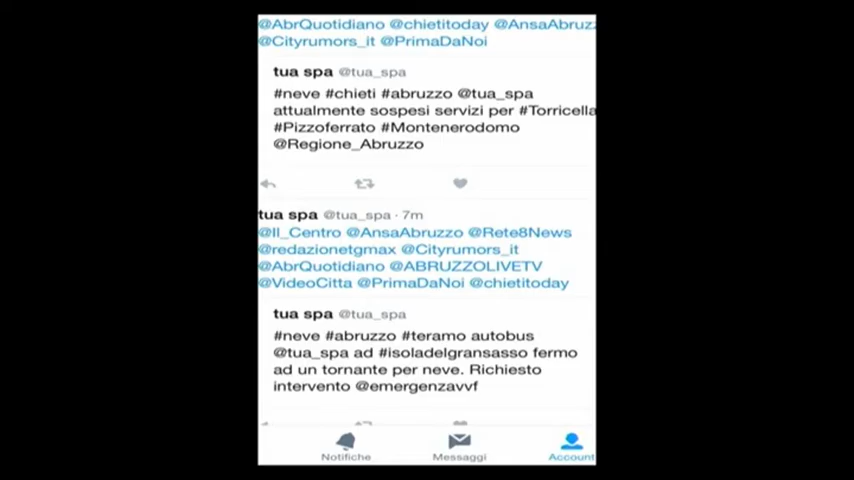 @AbrQuotidiano @chietitoday @AnsaAbruzz
@Cityrumors_it @PrimaDaNoi
tua spa @tua_spa
#neve #chieti #abruzzo @tua_spa
attualmente sospesi servizi per #Torricella
#Pizzoferrato #Montenerodomo
@Regione_Abruzzo
tua spa @tua_spa · 7m
@Il_Centro @AnsaAbruzzo @Rete8News
@redazionetgmax @Cityrumors_it
@AbrQuotidiano @ABRUZZOLIVETV
@VideoCitta @PrimaDaNoi @chietitoday
tua spa @tua_spa
#neve #abruzzo #teramo autobus
@tua_spa ad #isoladelgransasso fermo
ad un tornante per neve. Richiesto
intervento @emergenzavvf
Notifiche Messaggi Account